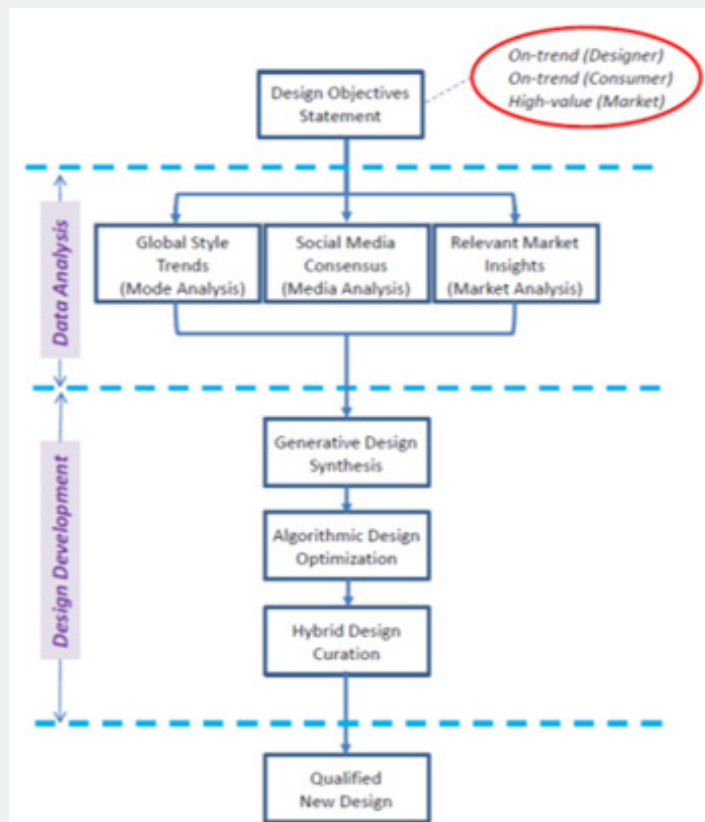 On-trend (Designer)
On-trend (Consumer)
High-value (Market)
Design Objectives
Statement
Data Analysis
Global Style
Trends
(Mode Analysis)
Social Media
Consensus
(Media Analysis)
Relevant Market
Insights
(Market Analysis)
Design Development
Generative Design
Synthesis
Algorithmic Design
Optimization
Hybrid Design
Curation
Qualified
New Design